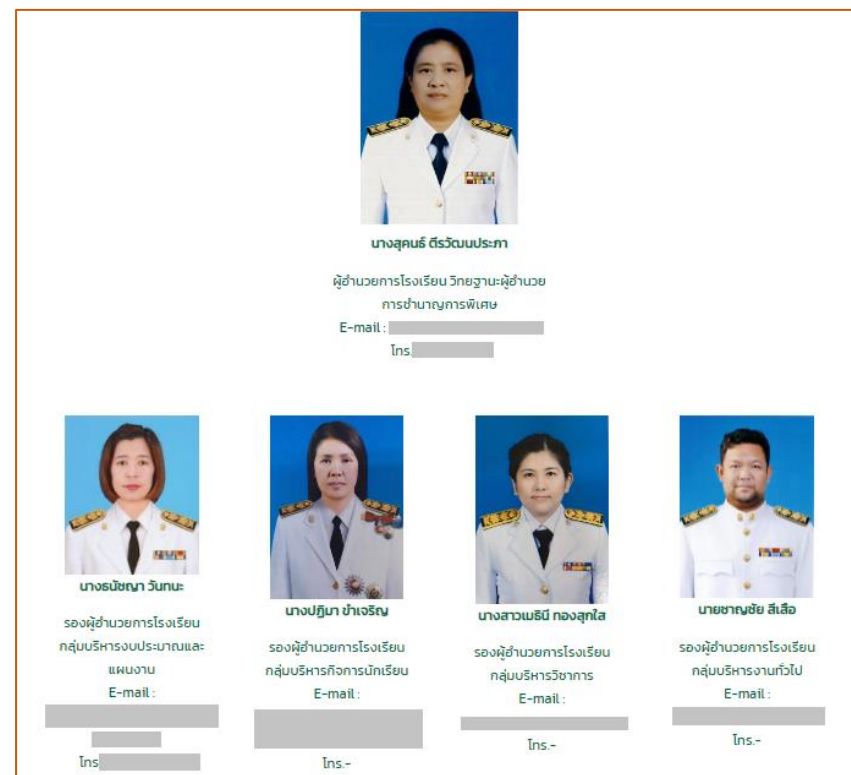 นางสุคนธ์ ตีรวัฒนประภา
ผู้อำนวยการโรงเรียน วิทยฐานะผู้อำนวย
การชำนาญการพิเศษ
E-mail :
โทร.
นางธนัชญา วันทนะ
รองผู้อำนวยการโรงเรียน
กลุ่มบริหารงบประมาณและ
แผนงาน
E-mail :
โทร
นางปฏิมา ขำเจริญ
รองผู้อำนวยการโรงเรียน
กลุ่มบริหารกิจการนักเรียน
E-mail :
โทร.-
นางสาวเมธินี ทองสุกใส
รองผู้อำนวยการโรงเรียน
กลุ่มบริหารวิชาการ
E-mail :
โทร.-
นายชาญชัย สีเสือ
รองผู้อำนวยการโรงเรียน
กลุ่มบริหารงานทั่วไป
E-mail :
โทร.-